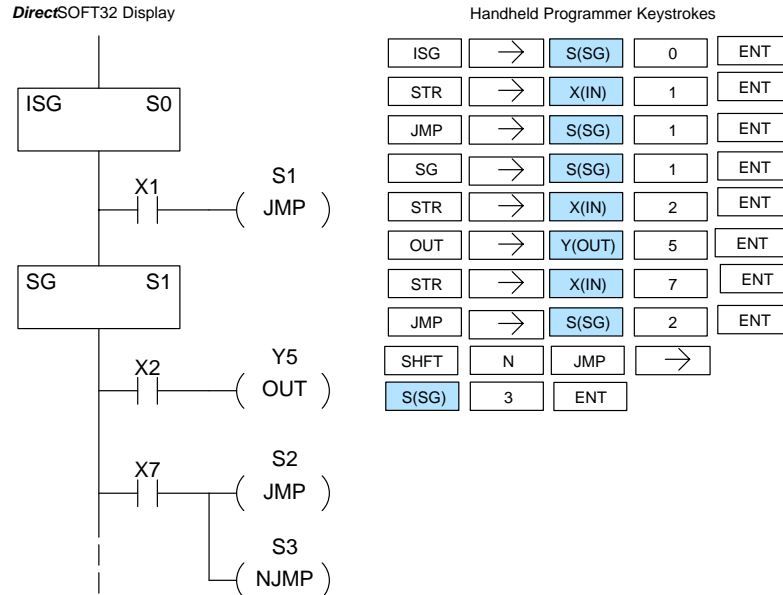 DirectSOFT32 Display
ISG S0
X1
S1
JMP
SG S1
X2
Y5
OUT
X7
S2
JMP
S3
NJMP
Handheld Programmer Keystrokes
ISG → S(SG) 0 ENT
STR → X(IN) 1 ENT
JMP → S(SG) 1 ENT
SG → S(SG) 1 ENT
STR → X(IN) 2 ENT
OUT → Y(OUT) 5 ENT
STR → X(IN) 7 ENT
JMP → S(SG) 2 ENT
SHFT N JMP →
S(SG) 3 ENT